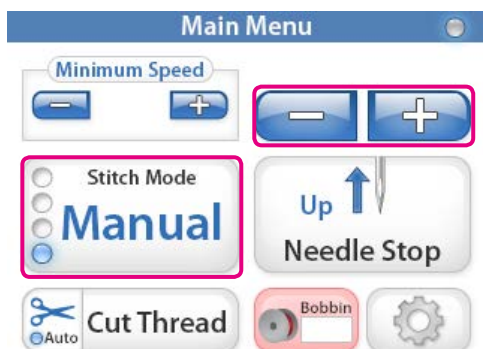 Main Menu
Minimum Speed
Stitch Mode
Manual
Up
Needle Stop
Auto
Cut Thread
Bobbin